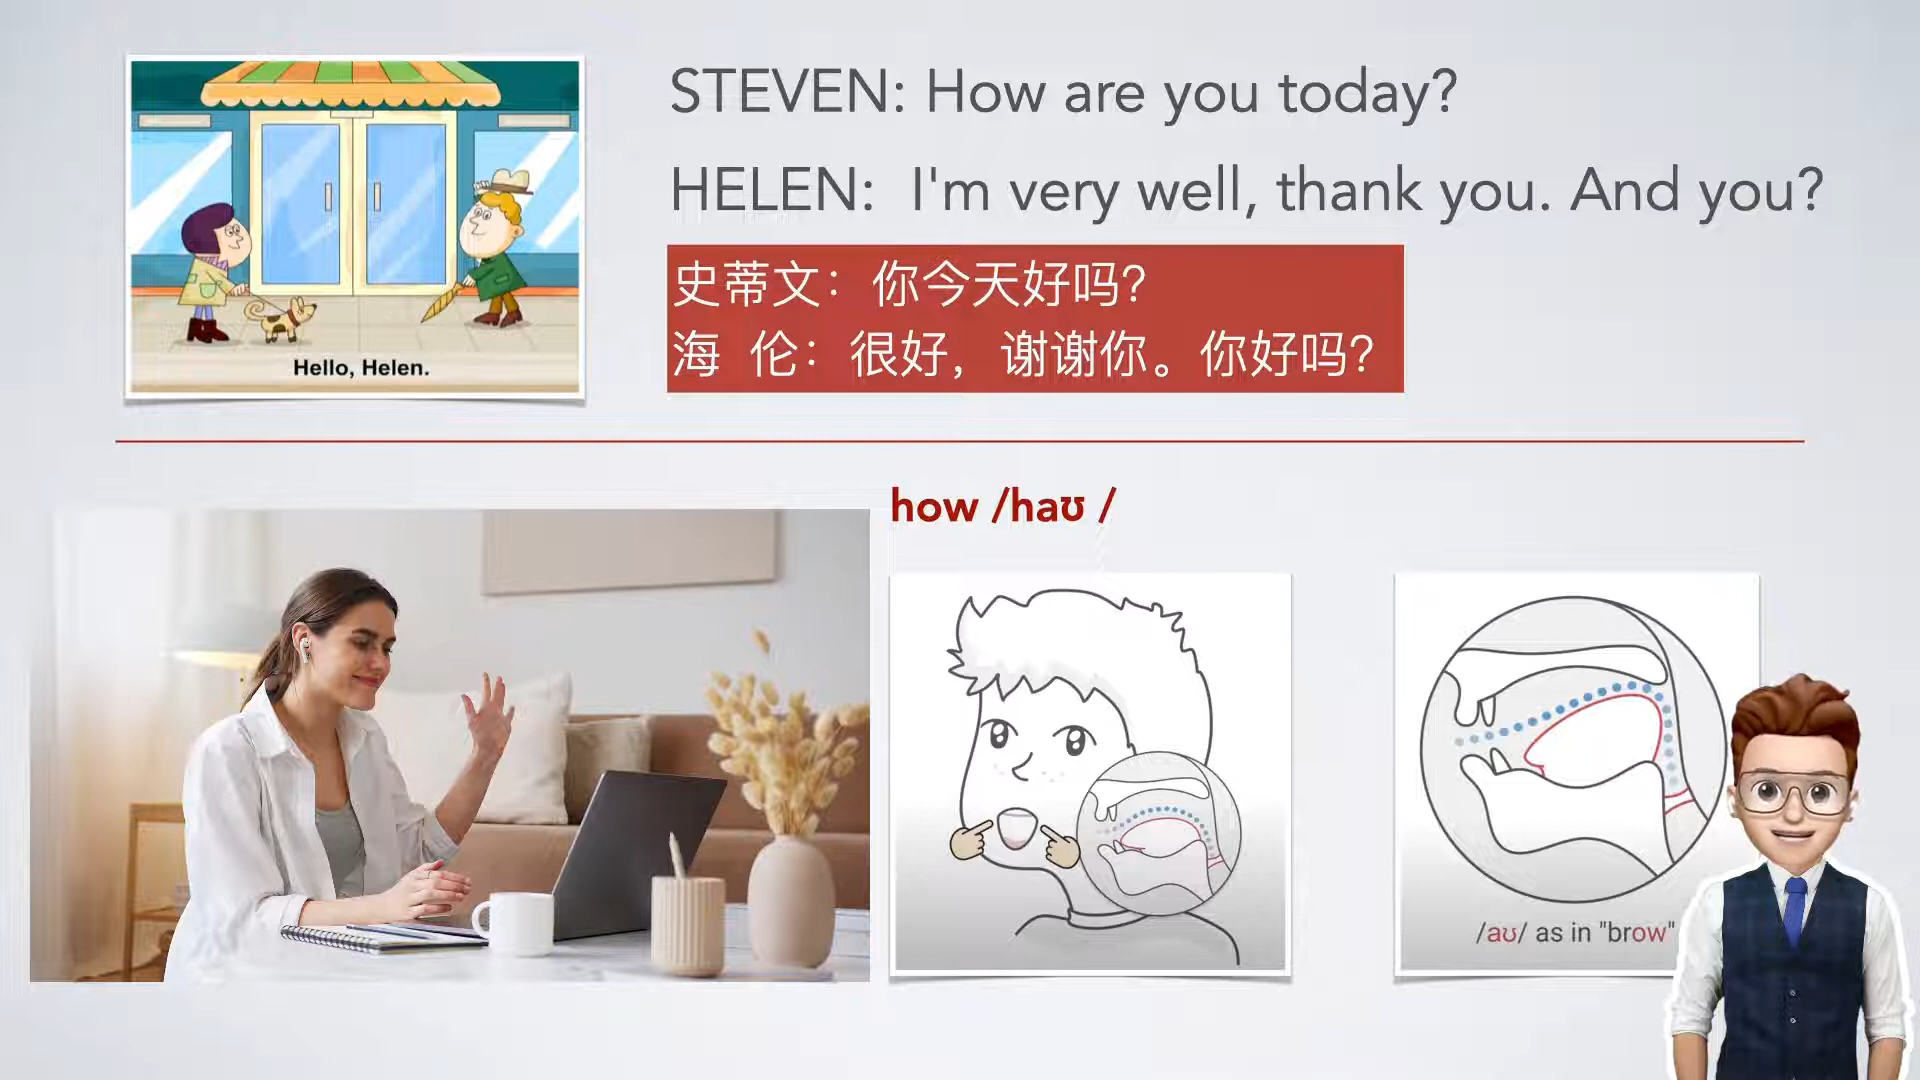 STEVEN: How are you today?
HELEN: I'm very well, thank you. And you?
史蒂文：你今天好吗？
海 伦：很好，谢谢你。你好吗？
Hello, Helen.
how /haʊ /
/aʊ/ as in "brow"